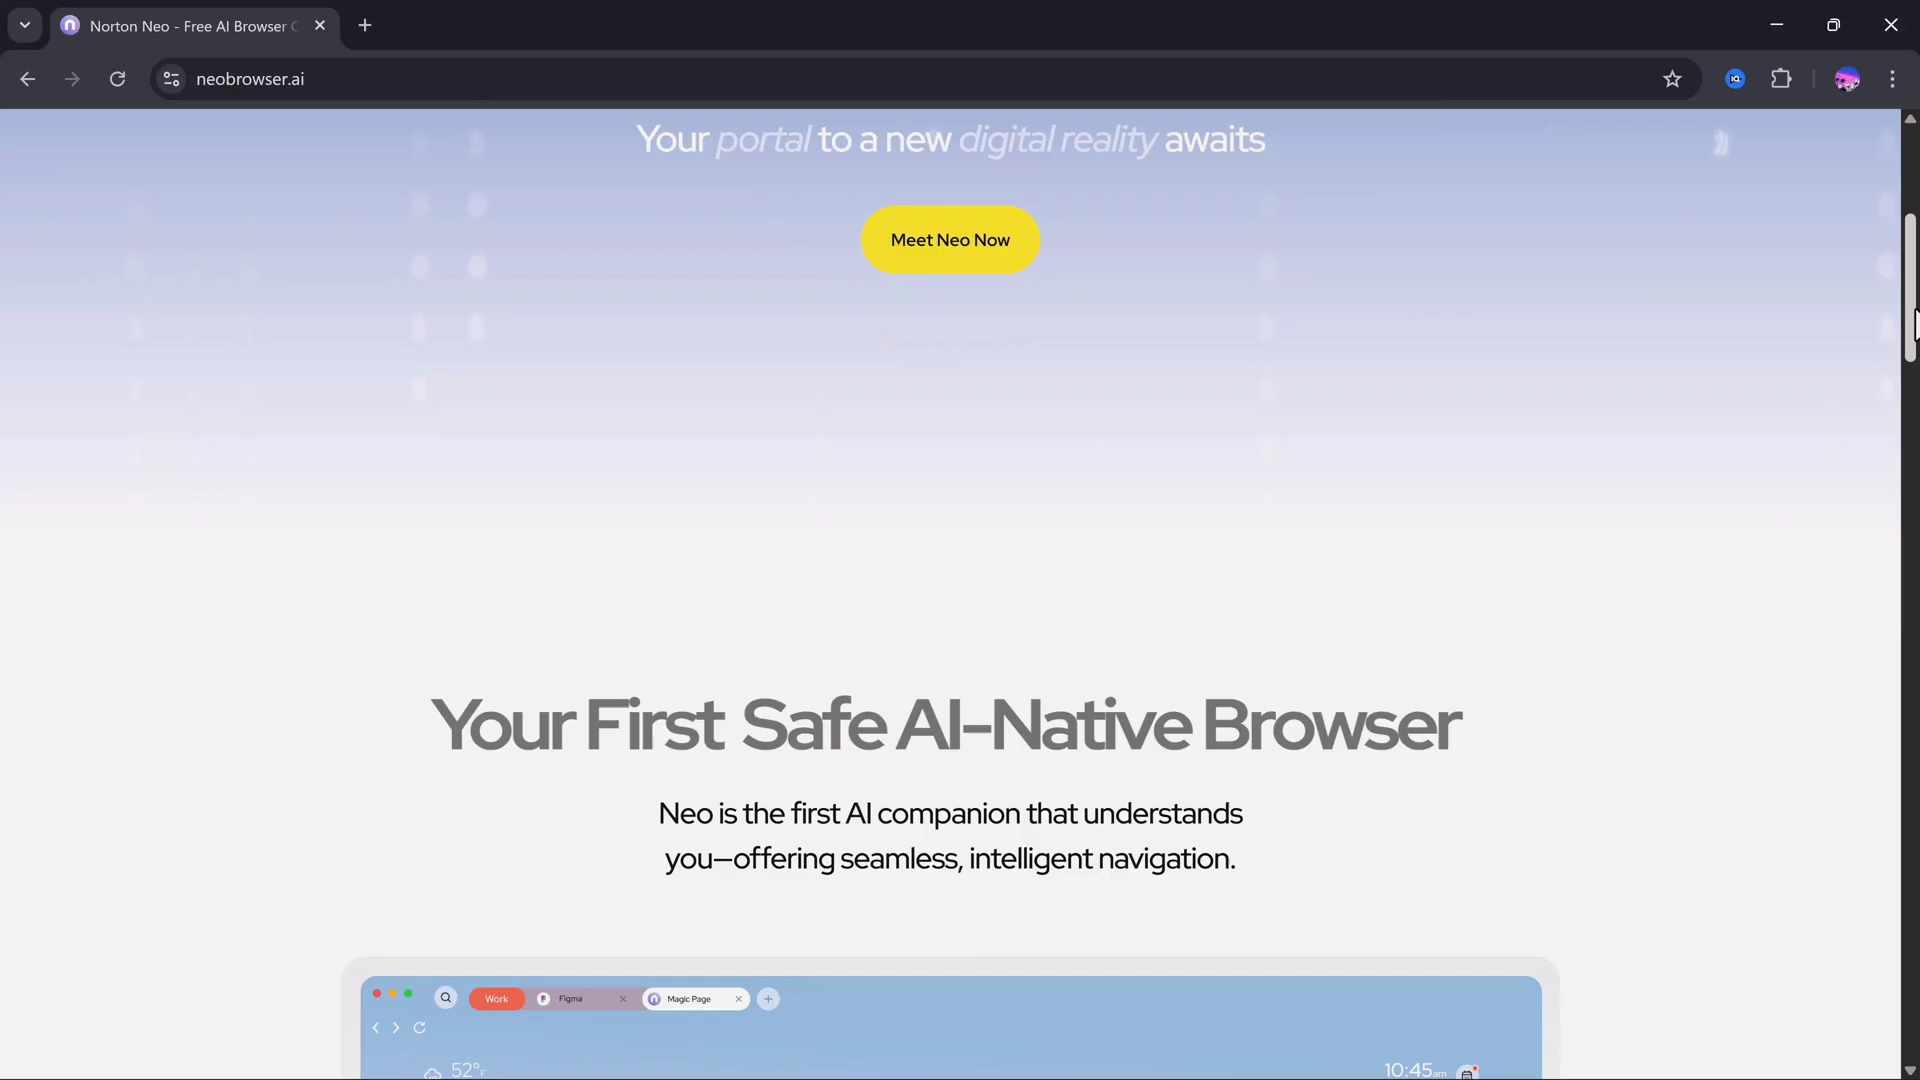 Norton Neo - Free AI Browser
neobrowser.ai
Your portal to a new digital reality awaits
Meet Neo Now
Your First Safe AI-Native Browser
Neo is the first AI companion that understands
you—offering seamless, intelligent navigation.
Work
Figma
Magic Page
52°F
10:45am